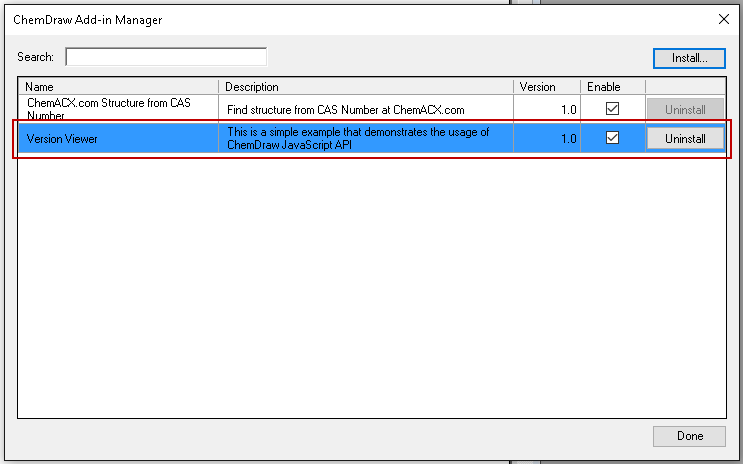 ChemDraw Add-in Manager
Search:
Install...
Name Description Version Enable
ChemACX.com Structure from CAS
Number
Find structure from CAS Number at ChemACX.com 1.0 Uninstall
Version Viewer
This is a simple example that demonstrates the usage of
ChemDraw JavaScript API
1.0 Uninstall
Done